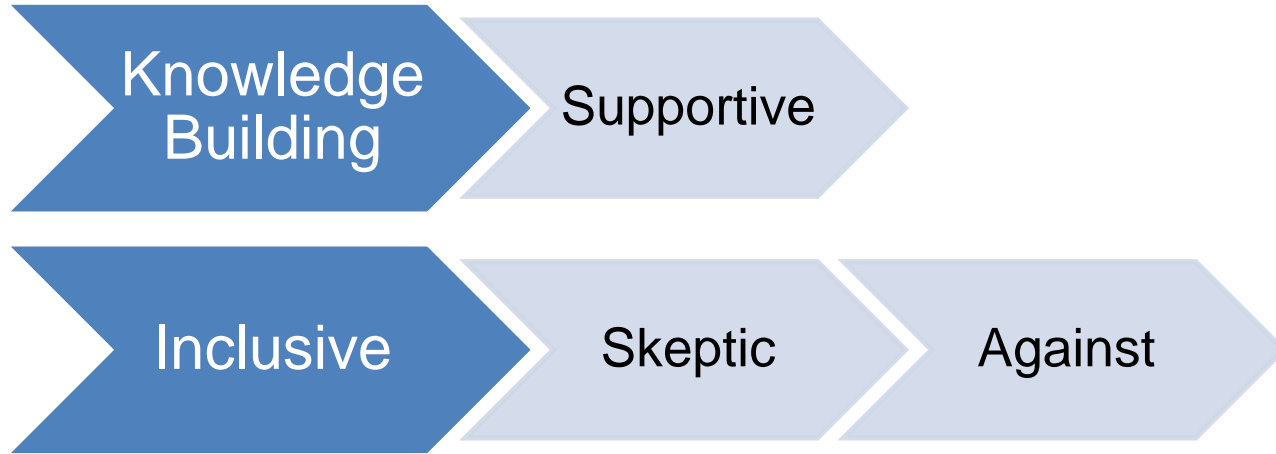 Knowledge
Building
Supportive
Inclusive
Skeptic
Against